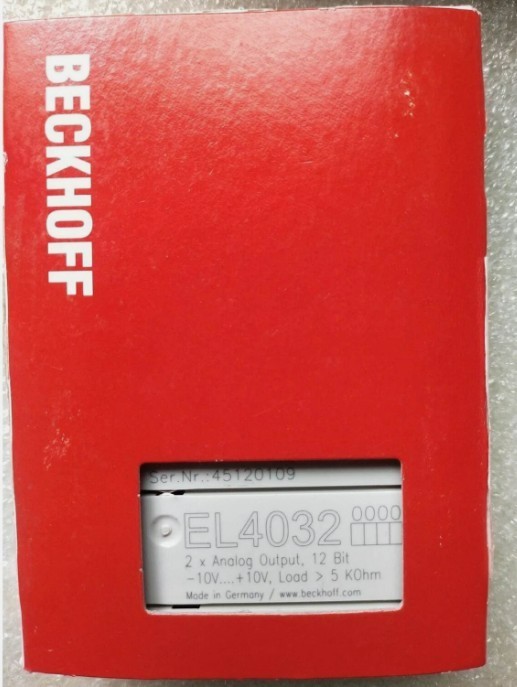 BECKHOFF
Ser.Nr.:45120109
EL4032 0000
2 x Analog Output, 12 Bit
-10V....+10V, Load > 5 KOhm
Made in Germany / www.beckhoff.com